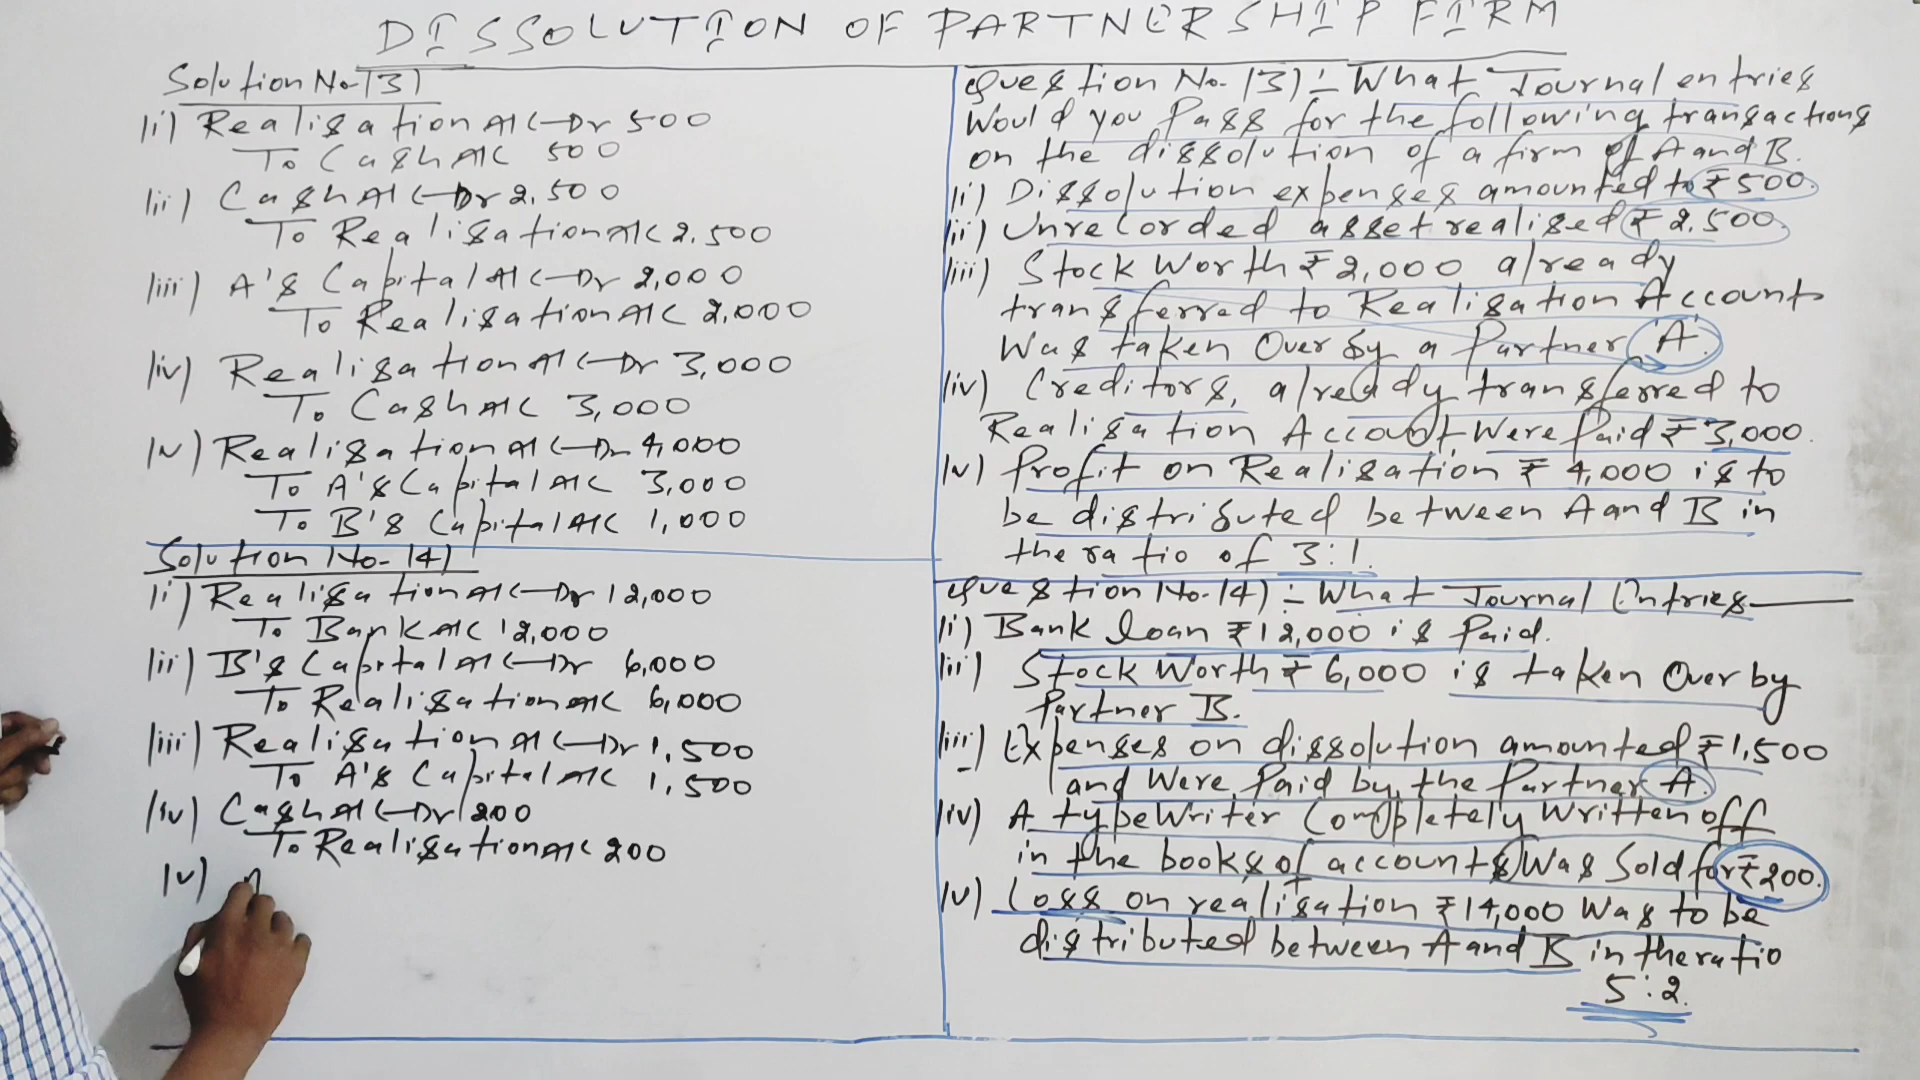 DISSOLUTION OF PARTNERSHIP FIRM
Solution No-13)
(i) Realisation A/C—Dr 500
To Cash A/C 500
(ii) Cash A/C—Dr 2,500
To Realisation A/C 2,500
(iii) A's Capital A/C—Dr 2,000
To Realisation A/C 2,000
(iv) Realisation A/C—Dr 3,000
To Cash A/C 3,000
(v) Realisation A/C—Dr 4,000
To A's Capital A/C 3,000
To B's Capital A/C 1,000
Solution No-14)
(i) Realisation A/C—Dr 12,000
To Bank A/C 12,000
(ii) B's Capital A/C—Dr 6,000
To Realisation A/C 6,000
(iii) Realisation A/C—Dr 1,500
To A's Capital A/C 1,500
(iv) Cash A/C—Dr 200
To Realisation A/C 200
(v)
Question No. 13):- What Journal entries
Would you Pass for the following transactions
on the dissolution of a firm of A and B.
(i) Dissolution expenses amounted to ₹500.
(ii) Unrecorded asset realised ₹2,500.
(iii) Stock Worth ₹2,000 already
transferred to Realisation Account
Was taken Over by a Partner 'A'.
(iv) Creditors, already transferred to
Realisation Account Were Paid ₹3,000.
(v) Profit on Realisation ₹4,000 is to
be distributed between A and B in
the ratio of 3:1.
Question No-14):- What Journal Entries—
(i) Bank loan ₹12,000 is Paid.
(ii) Stock Worth ₹6,000 is taken Over by
Partner B.
(iii) Expenses on dissolution amounted ₹1,500
and Were Paid by the Partner A.
(iv) A typeWriter Completely Written off
in the books of accounts Was Sold for ₹200.
(v) Loss on realisation ₹14,000 Was to be
distributed between A and B in the ratio
5:2.